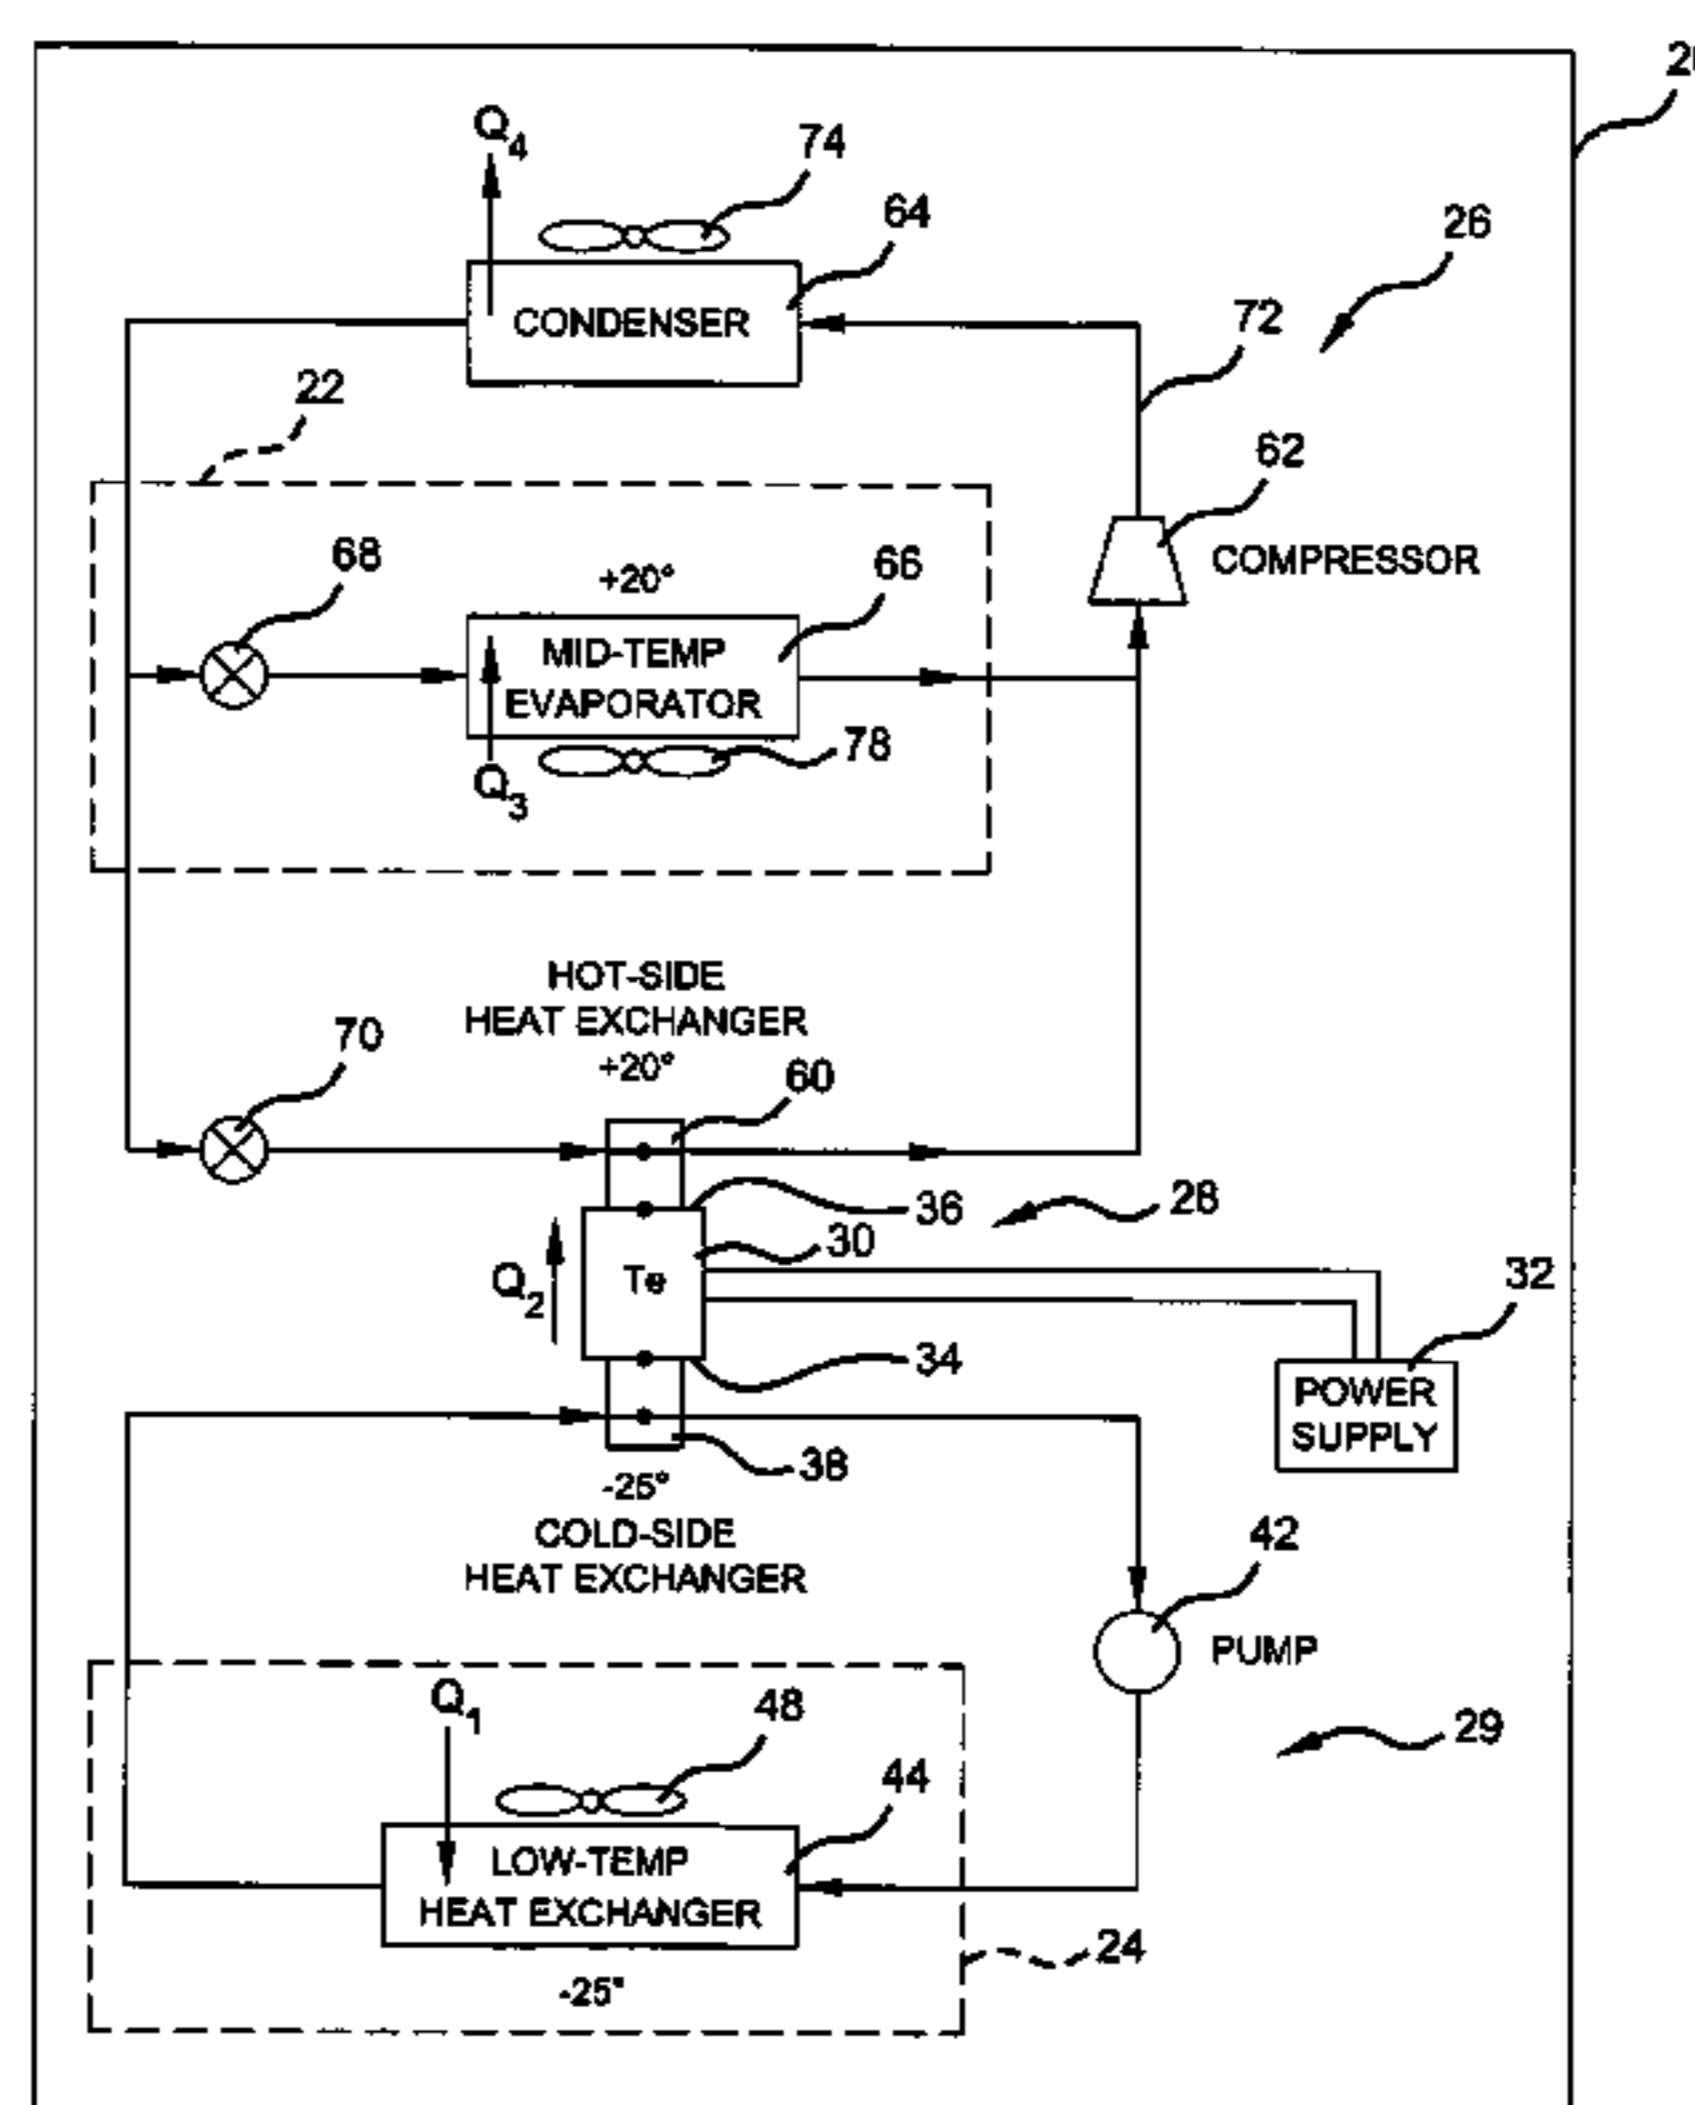 Q4
74
64
26
CONDENSER
72
22
62
COMPRESSOR
68
+20°
66
MID-TEMP
EVAPORATOR
78
Q3
HOT-SIDE
HEAT EXCHANGER
+20°
70
60
36
28
30
Te
Q2
32
34
POWER
SUPPLY
38
-25°
COLD-SIDE
HEAT EXCHANGER
42
PUMP
Q1
48
29
44
LOW-TEMP
HEAT EXCHANGER
24
-25°